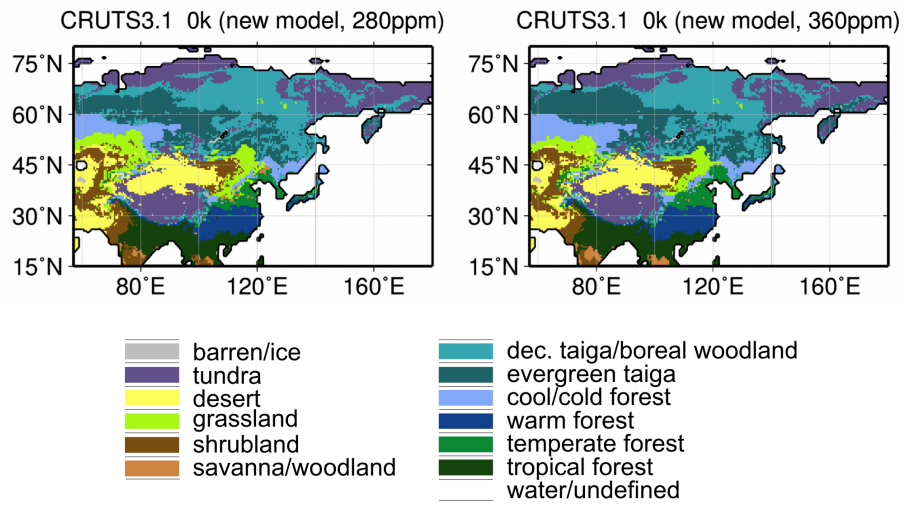 CRUTS3.1 0k (new model, 280ppm)
CRUTS3.1 0k (new model, 360ppm)
75˚N
60˚N
45˚N
30˚N
15˚N
80˚E
120˚E
160˚E
75˚N
60˚N
45˚N
30˚N
15˚N
80˚E
120˚E
160˚E
barren/ice
tundra
desert
grassland
shrubland
savanna/woodland
dec. taiga/boreal woodland
evergreen taiga
cool/cold forest
warm forest
temperate forest
tropical forest
water/undefined